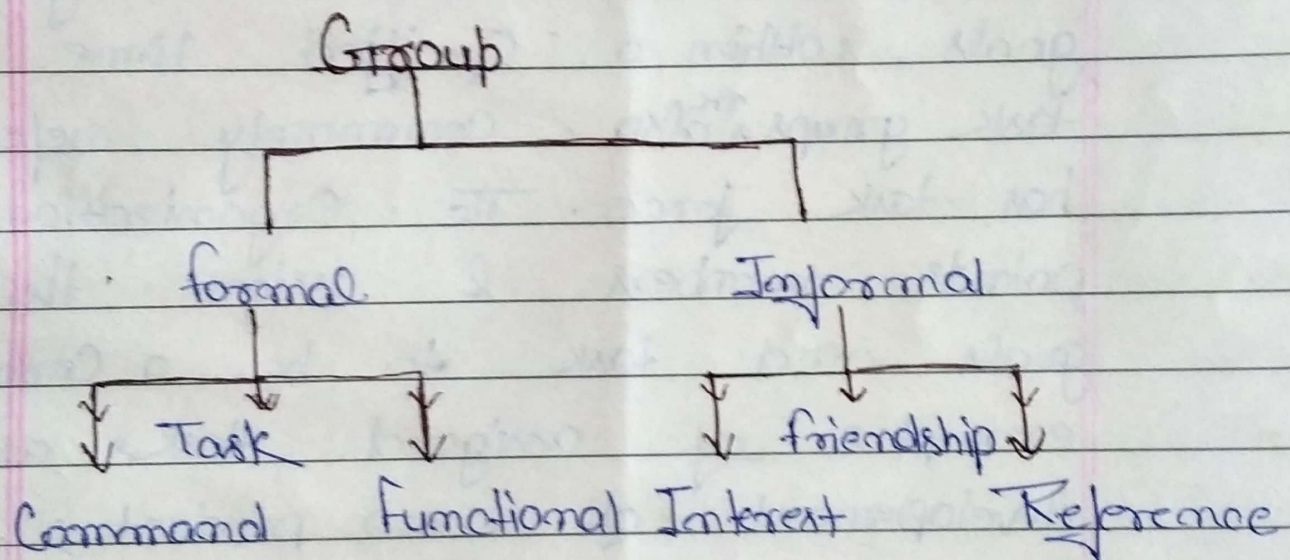 Group
formal Informal
Task friendship
Command Functional Interest Reference